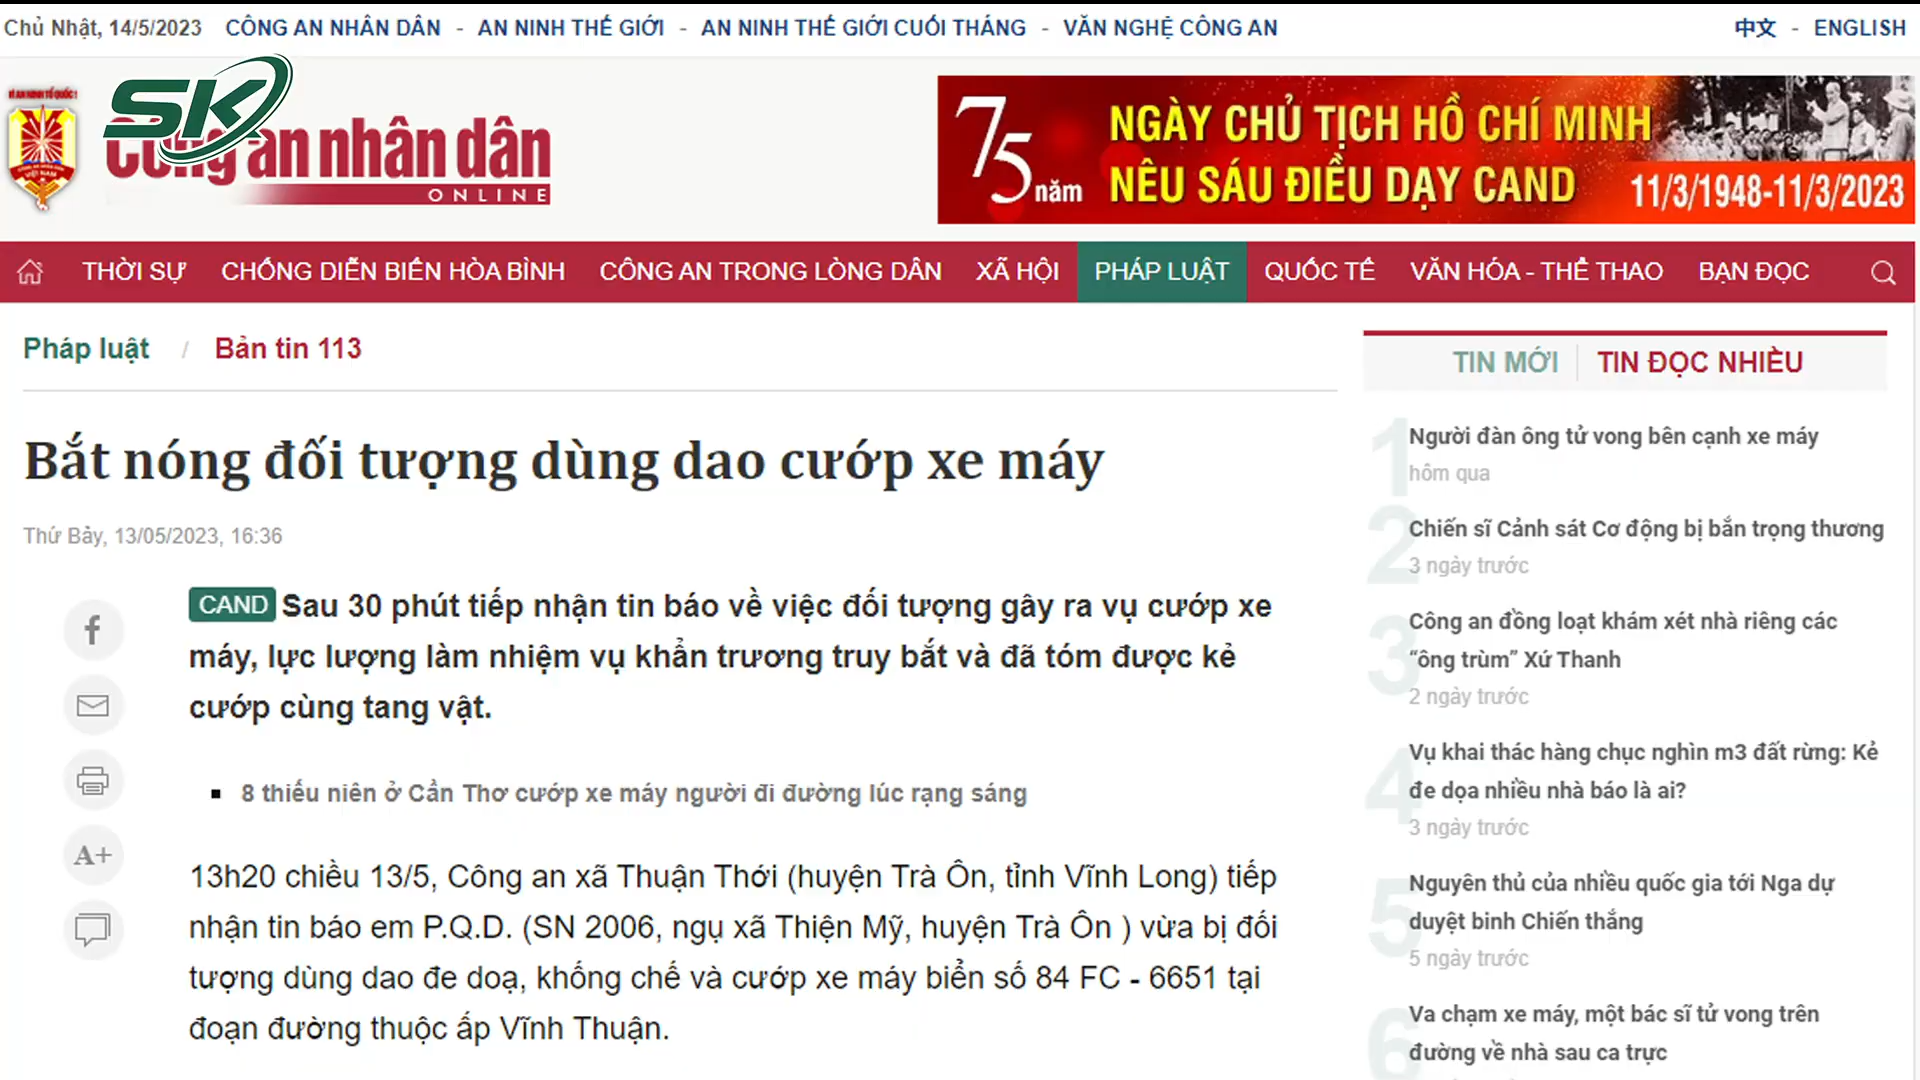 Chủ Nhật, 14/5/2023 CÔNG AN NHÂN DÂN - AN NINH THẾ GIỚI - AN NINH THẾ GIỚI CUỐI THÁNG - VĂN NGHỆ CÔNG AN 中文 - ENGLISH
VÌ AN NINH TỔ QUỐC
SK
Công an nhân dân
ONLINE
75 năm
NGÀY CHỦ TỊCH HỒ CHÍ MINH
NÊU SÁU ĐIỀU DẠY CAND
11/3/1948-11/3/2023
THỜI SỰ CHỐNG DIỄN BIẾN HÒA BÌNH CÔNG AN TRONG LÒNG DÂN XÃ HỘI PHÁP LUẬT QUỐC TẾ VĂN HÓA - THỂ THAO BẠN ĐỌC
Pháp luật / Bản tin 113
Bắt nóng đối tượng dùng dao cướp xe máy
Thứ Bảy, 13/05/2023, 16:36
CAND Sau 30 phút tiếp nhận tin báo về việc đối tượng gây ra vụ cướp xe
máy, lực lượng làm nhiệm vụ khẩn trương truy bắt và đã tóm được kẻ
cướp cùng tang vật.
8 thiếu niên ở Cần Thơ cướp xe máy người đi đường lúc rạng sáng
13h20 chiều 13/5, Công an xã Thuận Thới (huyện Trà Ôn, tỉnh Vĩnh Long) tiếp
nhận tin báo em P.Q.D. (SN 2006, ngụ xã Thiện Mỹ, huyện Trà Ôn ) vừa bị đối
tượng dùng dao đe doạ, khống chế và cướp xe máy biển số 84 FC - 6651 tại
đoạn đường thuộc ấp Vĩnh Thuận.
A+
TIN MỚI TIN ĐỌC NHIỀU
1
Người đàn ông tử vong bên cạnh xe máy
hôm qua
2
Chiến sĩ Cảnh sát Cơ động bị bắn trọng thương
3 ngày trước
3
Công an đồng loạt khám xét nhà riêng các
“ông trùm” Xứ Thanh
2 ngày trước
4
Vụ khai thác hàng chục nghìn m3 đất rừng: Kẻ
đe dọa nhiều nhà báo là ai?
3 ngày trước
5
Nguyên thủ của nhiều quốc gia tới Nga dự
duyệt binh Chiến thắng
5 ngày trước
6
Va chạm xe máy, một bác sĩ tử vong trên
đường về nhà sau ca trực